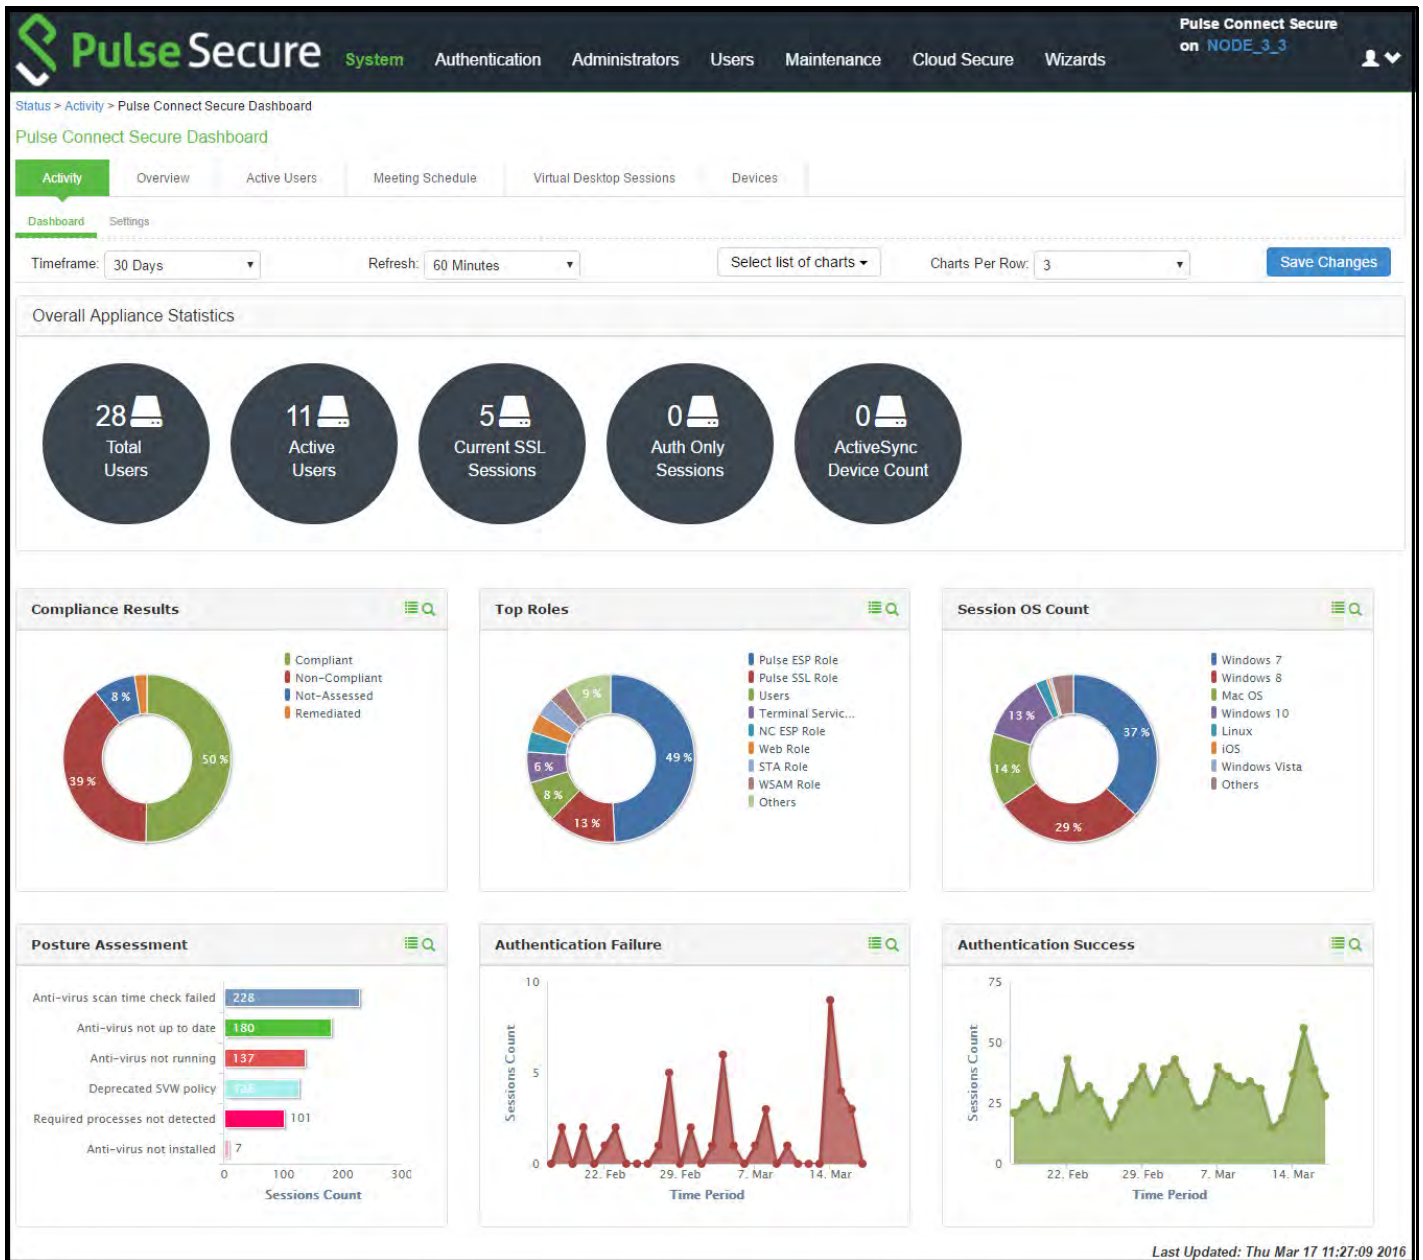 Pulse Secure
System Authentication Administrators Users Maintenance Cloud Secure Wizards
Pulse Connect Secure
on NODE_3_3
Status > Activity > Pulse Connect Secure Dashboard
Pulse Connect Secure Dashboard
Activity Overview Active Users Meeting Schedule Virtual Desktop Sessions Devices
Dashboard Settings
Timeframe: 30 Days Refresh: 60 Minutes Select list of charts Charts Per Row: 3 Save Changes
Overall Appliance Statistics
28
Total
Users
11
Active
Users
5
Current SSL
Sessions
0
Auth Only
Sessions
0
ActiveSync
Device Count
Compliance Results
Compliant
Non-Compliant
Not-Assessed
Remediated
8 %
50 %
39 %
Top Roles
Pulse ESP Role
Pulse SSL Role
Users
Terminal Servic...
NC ESP Role
Web Role
STA Role
WSAM Role
Others
9 %
49 %
6 %
8 %
13 %
Session OS Count
Windows 7
Windows 8
Mac OS
Windows 10
Linux
iOS
Windows Vista
Others
13 %
37 %
14 %
29 %
Posture Assessment
Anti-virus scan time check failed 228
Anti-virus not up to date 180
Anti-virus not running 137
Deprecated SVW policy
Required processes not detected 101
Anti-virus not installed 7
0 100 200 300
Sessions Count
Authentication Failure
10
5
0
Sessions Count
22. Feb 29. Feb 7. Mar 14. Mar
Time Period
Authentication Success
75
50
25
0
Sessions Count
22. Feb 29. Feb 7. Mar 14. Mar
Time Period
Last Updated: Thu Mar 17 11:27:09 2016